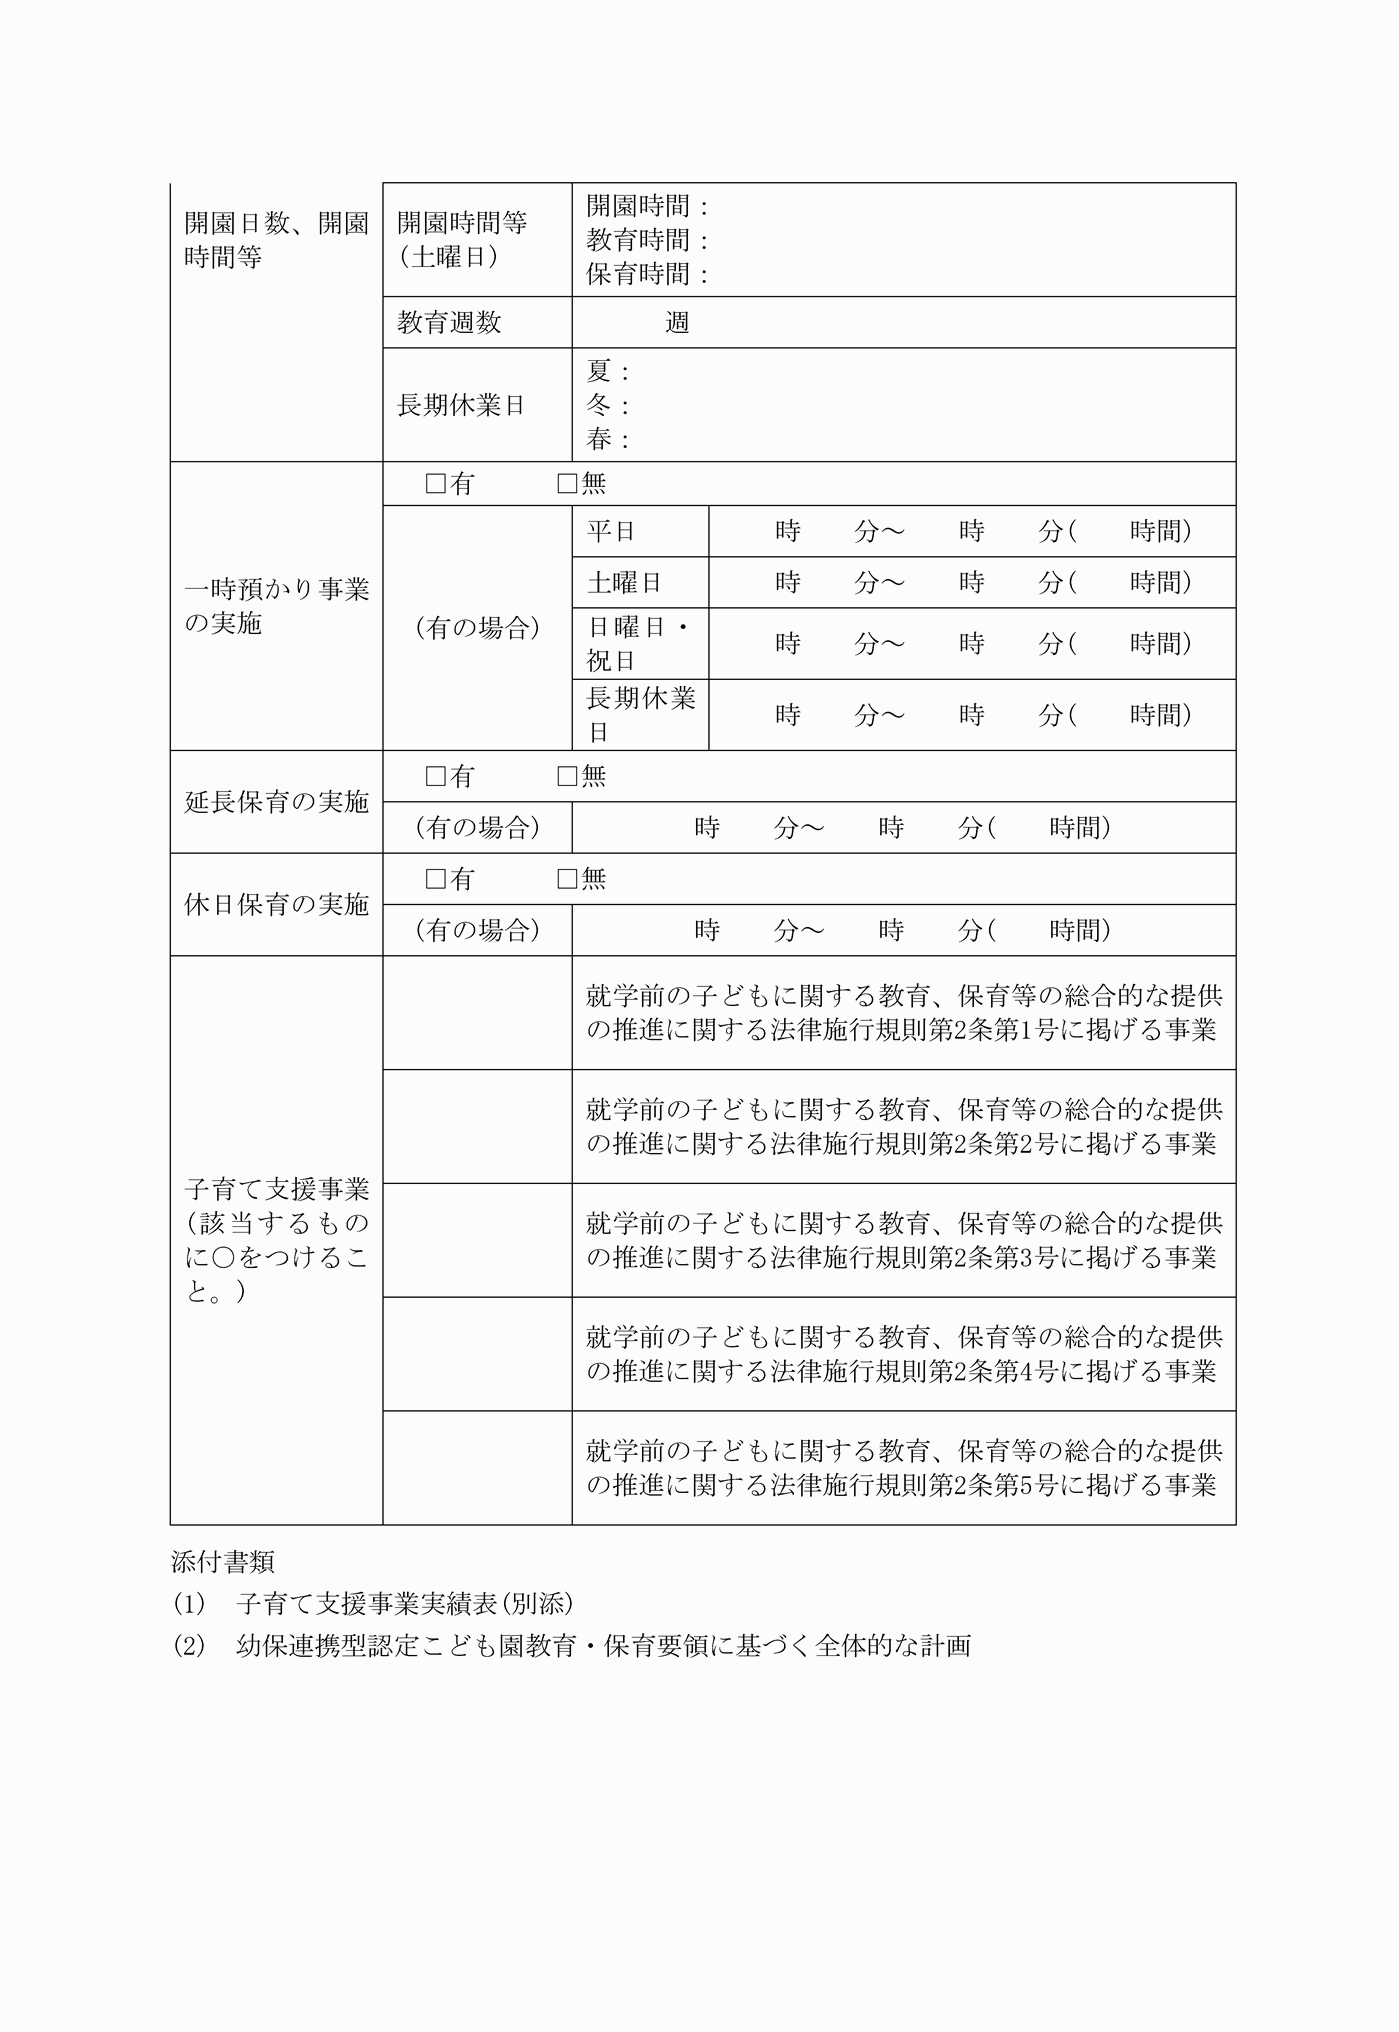 開園日数、開園
時間等
開園時間等
（土曜日）
開園時間：
教育時間：
保育時間：
教育週数
週
長期休業日
夏：
冬：
春：
一時預かり事業
の実施
□有　　　□無
（有の場合）
平日
時　　分～　　時　　分(　　時間)
土曜日
時　　分～　　時　　分(　　時間)
日曜日・
祝日
時　　分～　　時　　分(　　時間)
長期休業
日
時　　分～　　時　　分(　　時間)
延長保育の実施
□有　　　□無
（有の場合）
時　　分～　　時　　分(　　時間)
休日保育の実施
□有　　　□無
（有の場合）
時　　分～　　時　　分(　　時間)
子育て支援事業
（該当するもの
に〇をつけるこ
と。）
就学前の子どもに関する教育、保育等の総合的な提供
の推進に関する法律施行規則第2条第1号に掲げる事業
就学前の子どもに関する教育、保育等の総合的な提供
の推進に関する法律施行規則第2条第2号に掲げる事業
就学前の子どもに関する教育、保育等の総合的な提供
の推進に関する法律施行規則第2条第3号に掲げる事業
就学前の子どもに関する教育、保育等の総合的な提供
の推進に関する法律施行規則第2条第4号に掲げる事業
就学前の子どもに関する教育、保育等の総合的な提供
の推進に関する法律施行規則第2条第5号に掲げる事業
添付書類
(1)　子育て支援事業実績表(別添)
(2)　幼保連携型認定こども園教育・保育要領に基づく全体的な計画